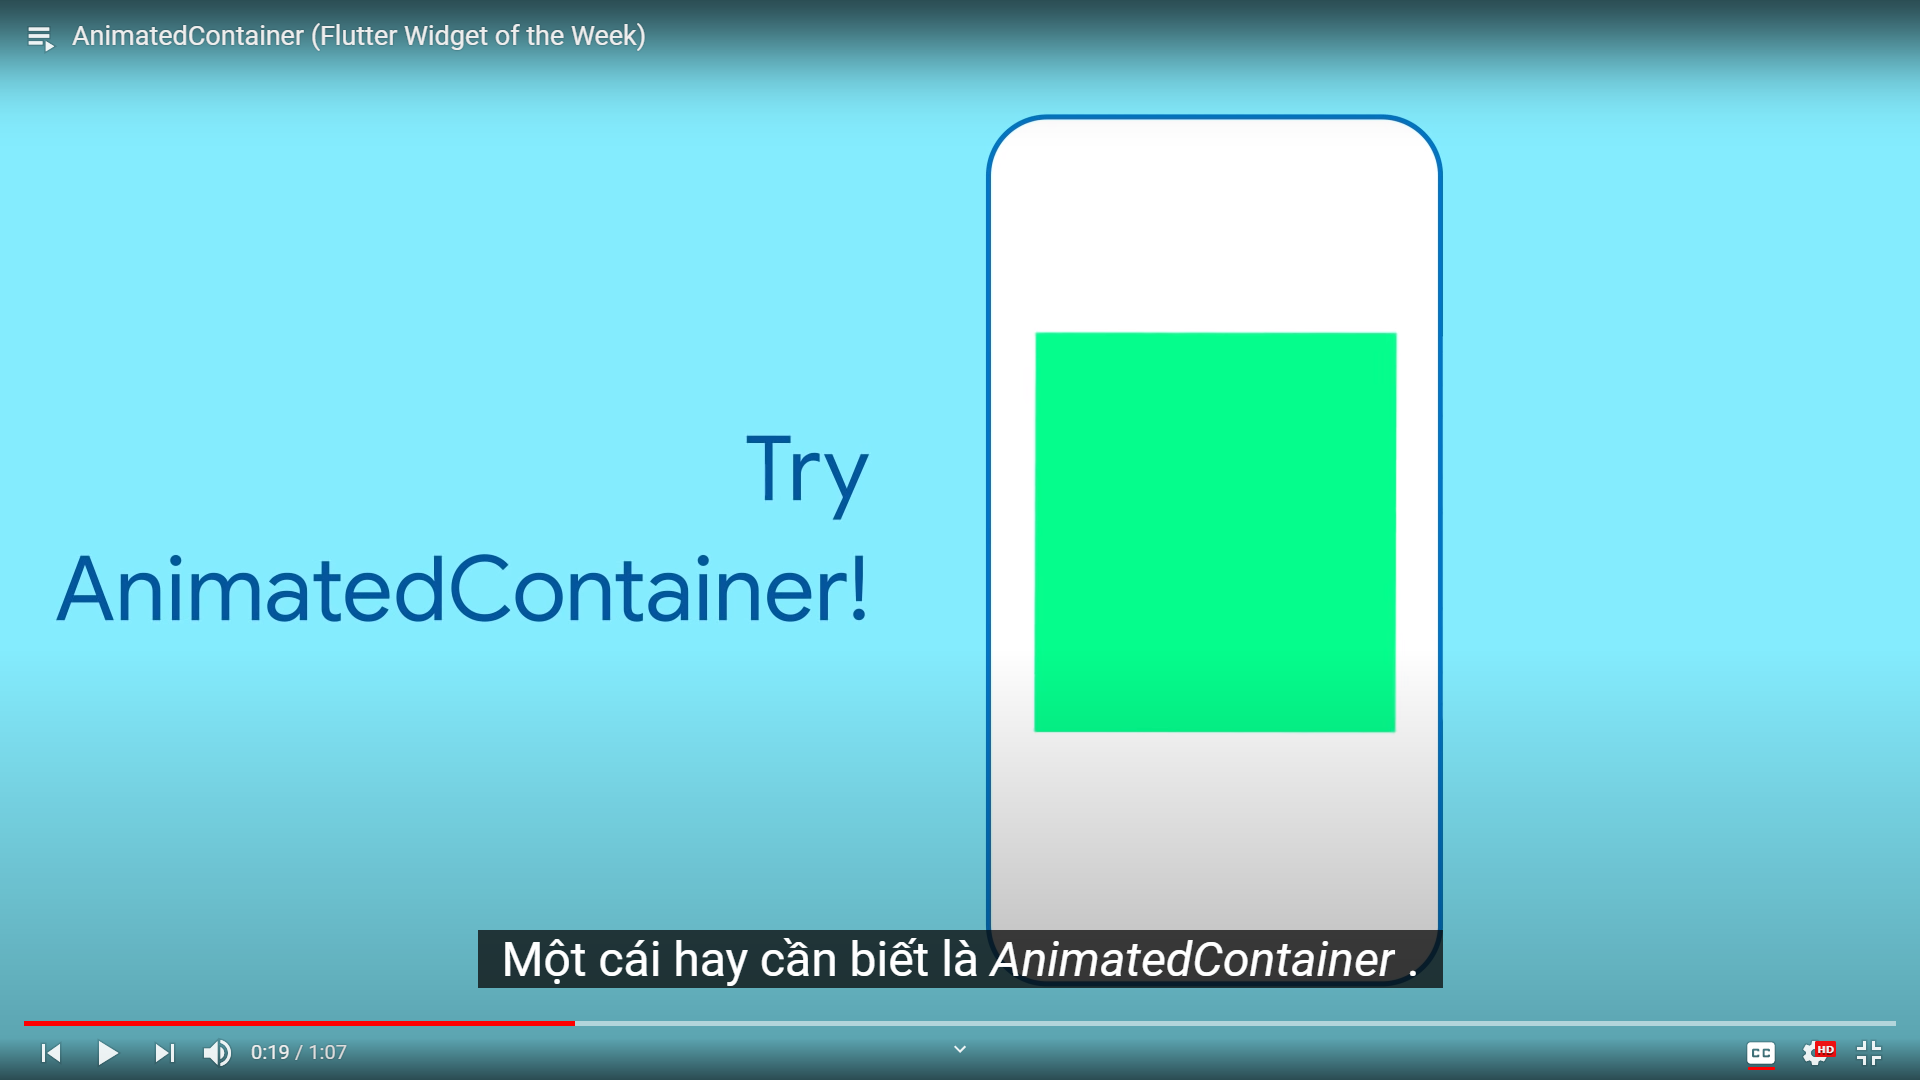 AnimatedContainer (Flutter Widget of the Week)
Try
AnimatedContainer!
Một cái hay cần biết là AnimatedContainer .
0:19 / 1:07
CC
HD